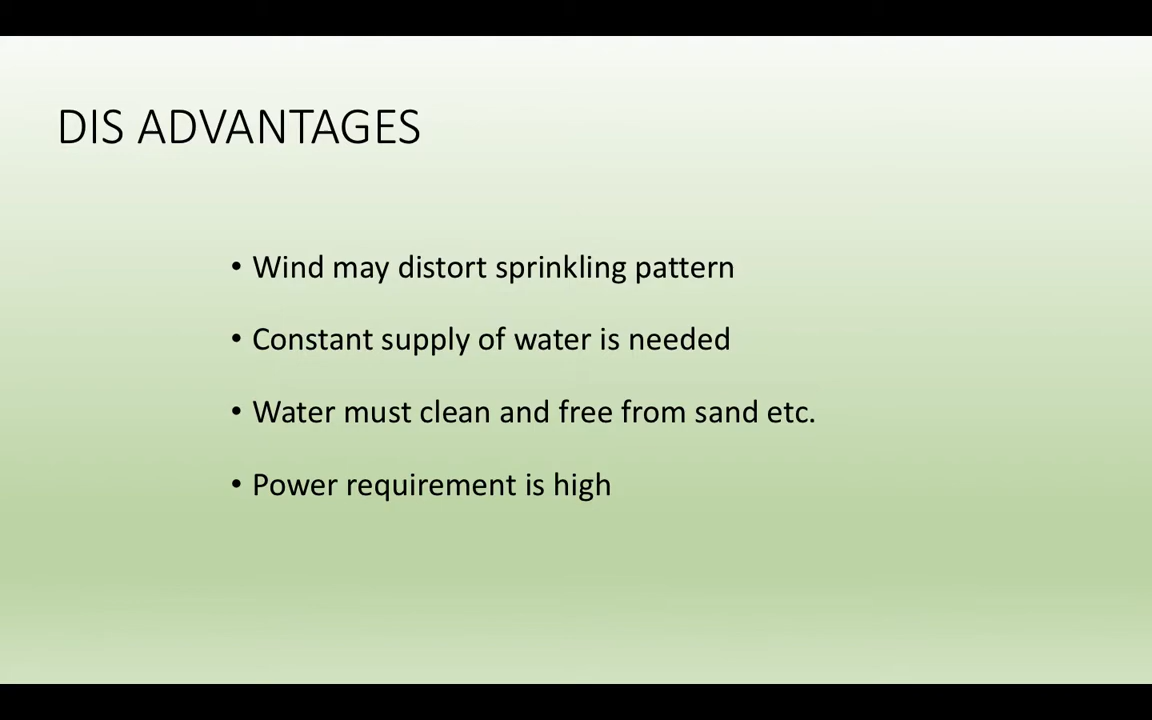 DIS ADVANTAGES
• Wind may distort sprinkling pattern
• Constant supply of water is needed
• Water must clean and free from sand etc.
• Power requirement is high